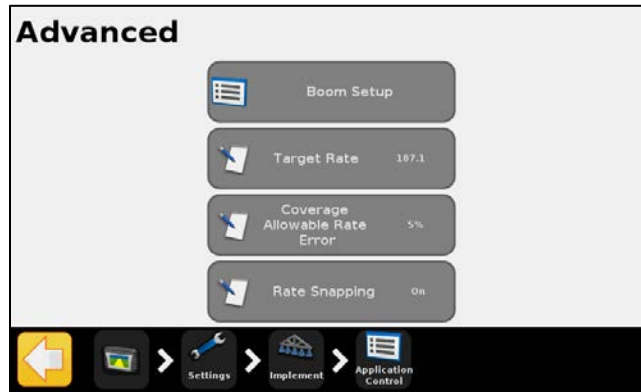 Advanced
Boom Setup
Target Rate 187.1
Coverage
Allowable Rate 5%
Error
Rate Snapping On
Settings
Implement
Application
Control